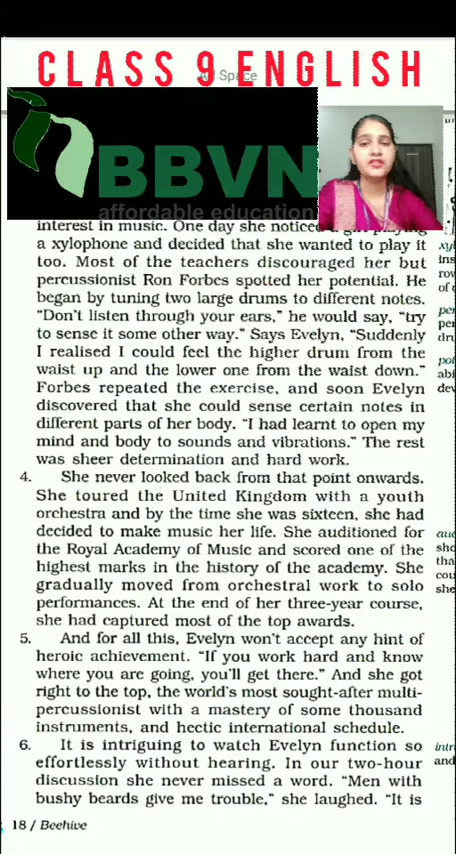 CLASS 9 ENGLISH
Space
BBVN
affordable education
interest in music. One day she noticed a girl playing
a xylophone and decided that she wanted to play it
too. Most of the teachers discouraged her but
percussionist Ron Forbes spotted her potential. He
began by tuning two large drums to different notes.
“Don’t listen through your ears,” he would say, “try
to sense it some other way.” Says Evelyn, “Suddenly
I realised I could feel the higher drum from the
waist up and the lower one from the waist down.”
Forbes repeated the exercise, and soon Evelyn
discovered that she could sense certain notes in
different parts of her body. “I had learnt to open my
mind and body to sounds and vibrations.” The rest
was sheer determination and hard work.
4. She never looked back from that point onwards.
She toured the United Kingdom with a youth
orchestra and by the time she was sixteen, she had
decided to make music her life. She auditioned for
the Royal Academy of Music and scored one of the
highest marks in the history of the academy. She
gradually moved from orchestral work to solo
performances. At the end of her three-year course,
she had captured most of the top awards.
5. And for all this, Evelyn won’t accept any hint of
heroic achievement. “If you work hard and know
where you are going, you’ll get there.” And she got
right to the top, the world’s most sought-after multi-
percussionist with a mastery of some thousand
instruments, and hectic international schedule.
6. It is intriguing to watch Evelyn function so
effortlessly without hearing. In our two-hour
discussion she never missed a word. “Men with
bushy beards give me trouble,” she laughed. “It is
18 / Beehive